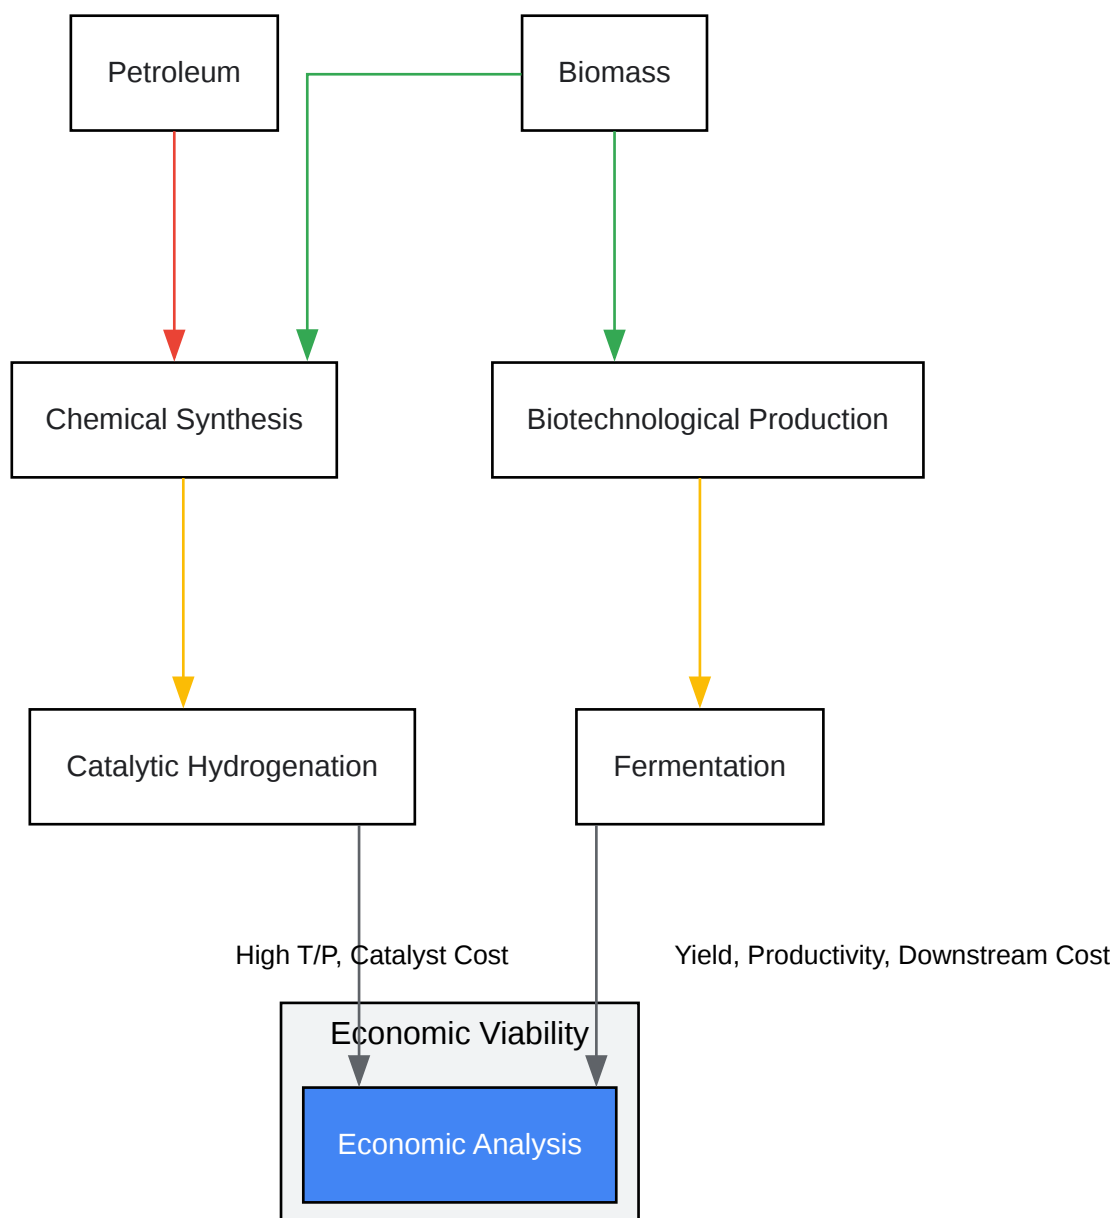 Petroleum
Biomass
Chemical Synthesis
Biotechnological Production
Catalytic Hydrogenation
Fermentation
High T/P, Catalyst Cost
Yield, Productivity, Downstream Cost
Economic Viability
Economic Analysis